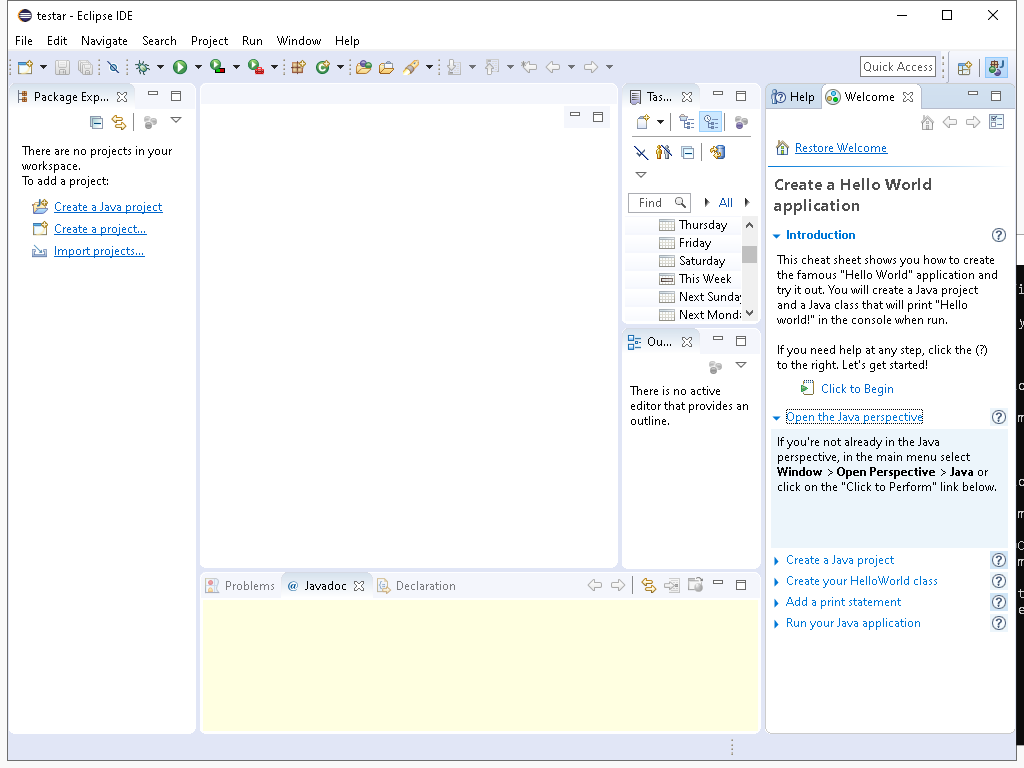 testar - Eclipse IDE
File Edit Navigate Search Project Run Window Help
Quick Access
Package Exp...
There are no projects in your
workspace.
To add a project:
Create a Java project
Create a project...
Import projects...
Tas...
Find
All
Thursday
Friday
Saturday
This Week
Next Sunday
Next Mond
Ou...
There is no active
editor that provides an
outline.
Problems @ Javadoc Declaration
Help Welcome
Restore Welcome
Create a Hello World
application
Introduction
This cheat sheet shows you how to create
the famous "Hello World" application and
try it out. You will create a Java project
and a Java class that will print "Hello
world!" in the console when run.
If you need help at any step, click the (?)
to the right. Let's get started!
Click to Begin
Open the Java perspective
If you're not already in the Java
perspective, in the main menu select
Window > Open Perspective > Java or
click on the "Click to Perform" link below.
Create a Java project
Create your HelloWorld class
Add a print statement
Run your Java application